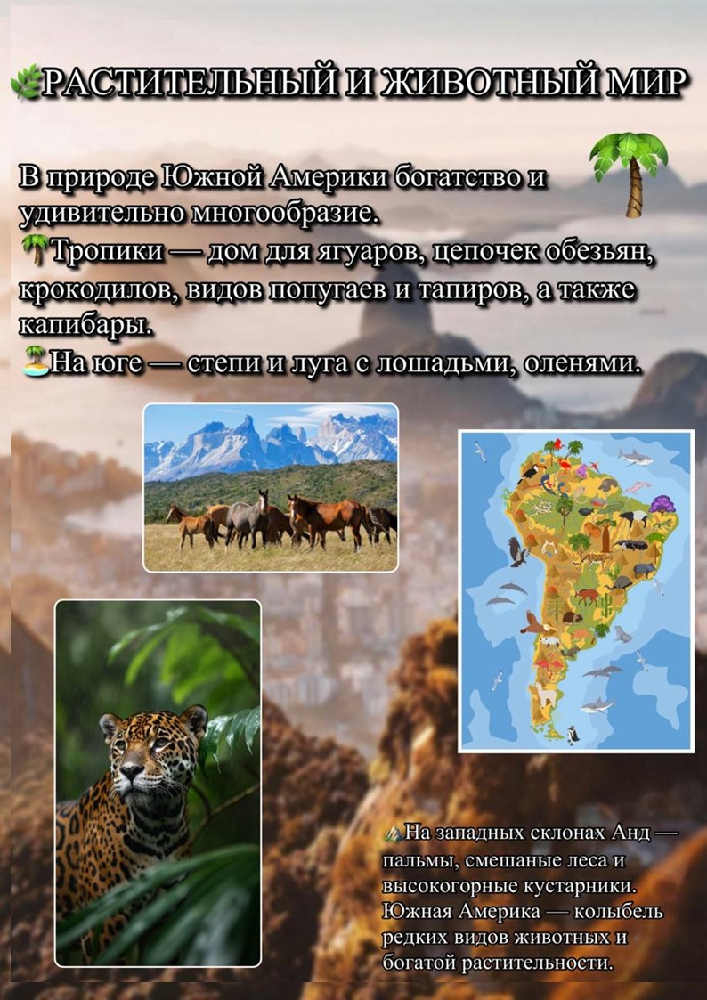 🌿РАСТИТЕЛЬНЫЙ И ЖИВОТНЫЙ МИР
В природе Южной Америки богатство и
удивительно многообразие.
🌴Тропики — дом для ягуаров, цепочек обезьян,
крокодилов, видов попугаев и тапиров, а также
капибары.
🏝️На юге — степи и луга с лошадьми, оленями.
⛰️На западных склонах Анд —
пальмы, смешаные леса и
высокогорные кустарники.
Южная Америка — колыбель
редких видов животных и
богатой растительности.